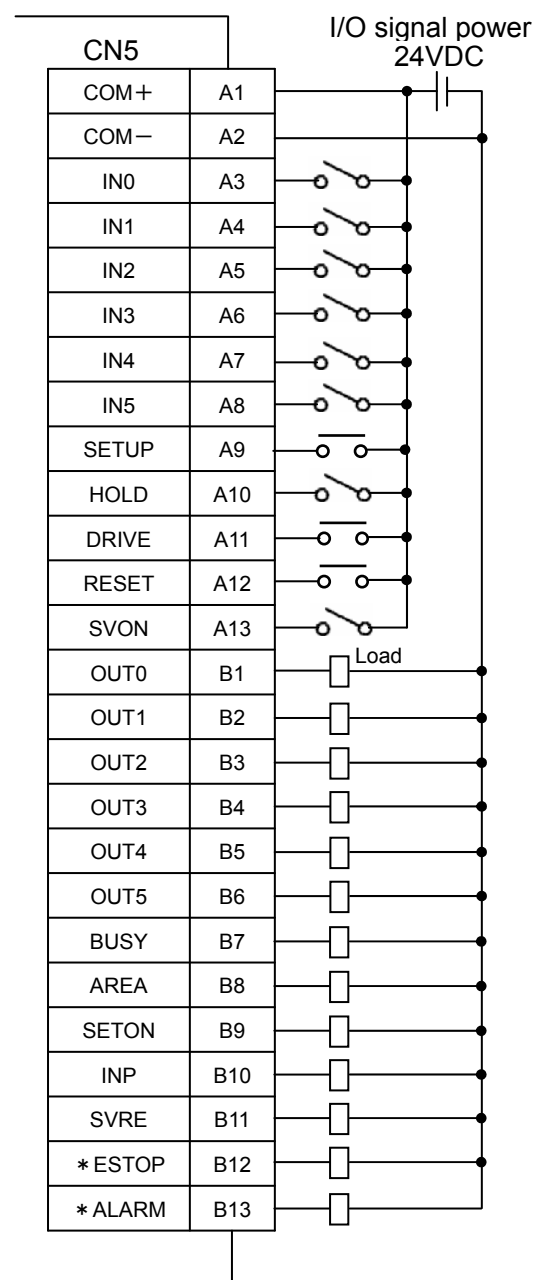 I/O signal power
24VDC
CN5
COM＋ A1
COM－ A2
IN0 A3
IN1 A4
IN2 A5
IN3 A6
IN4 A7
IN5 A8
SETUP A9
HOLD A10
DRIVE A11
RESET A12
SVON A13
Load
OUT0 B1
OUT1 B2
OUT2 B3
OUT3 B4
OUT4 B5
OUT5 B6
BUSY B7
AREA B8
SETON B9
INP B10
SVRE B11
＊ESTOP B12
＊ALARM B13